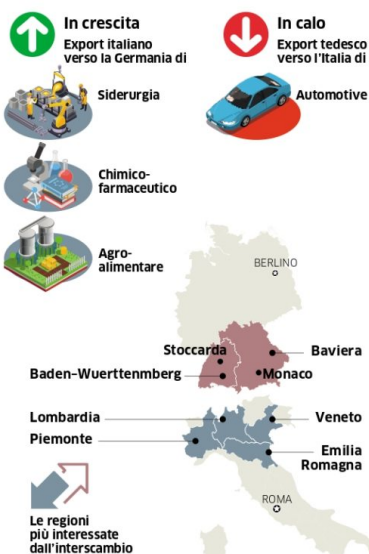 In crescita
Export italiano
verso la Germania di
Siderurgia
Chimico-
farmaceutico
Agro-
alimentare
In calo
Export tedesco
verso l'Italia di
Automotive
BERLINO
Stoccarda
Baviera
Baden-Wuerttenmberg
Monaco
Lombardia
Veneto
Piemonte
Emilia
Romagna
ROMA
Le regioni
più interessate
dall'interscambio